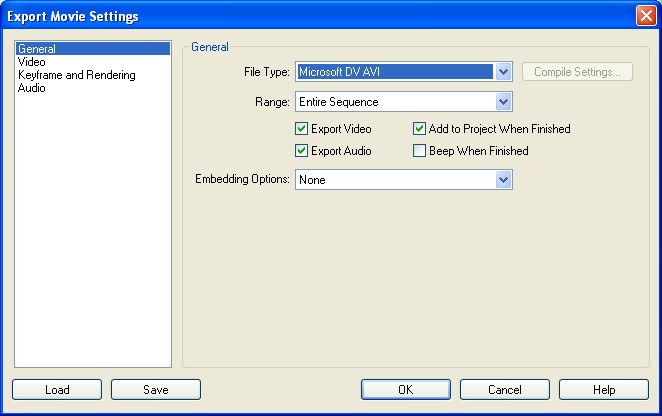 Export Movie Settings
General
Video
Keyframe and Rendering
Audio
General
File Type: Microsoft DV AVI Compile Settings...
Range: Entire Sequence
Export Video Add to Project When Finished
Export Audio Beep When Finished
Embedding Options: None
Load Save OK Cancel Help